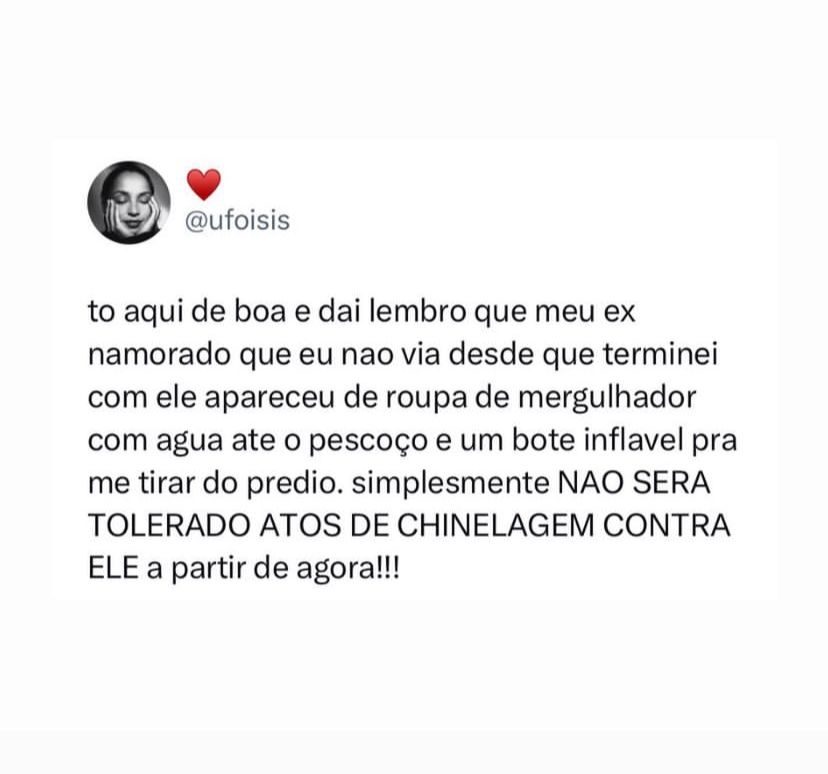 @ufoisis
to aqui de boa e dai lembro que meu ex
namorado que eu nao via desde que terminei
com ele apareceu de roupa de mergulhador
com agua ate o pescoço e um bote inflavel pra
me tirar do predio. simplesmente NAO SERA
TOLERADO ATOS DE CHINELAGEM CONTRA
ELE a partir de agora!!!